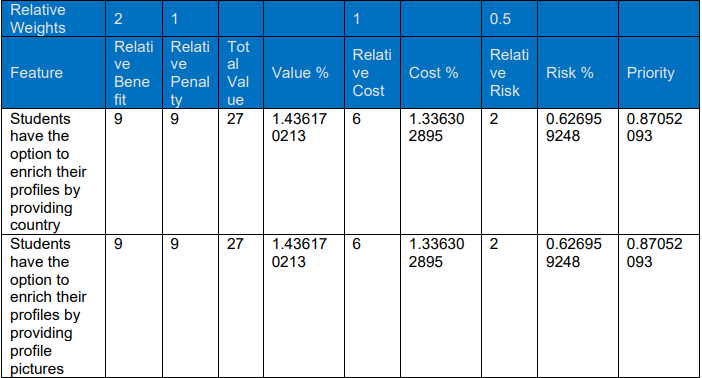 Relative Weights 2 1 1 0.5
Feature Relative Benefit Relative Penalty Total Value Value % Relative Cost Cost % Relative Risk Risk % Priority
Students have the option to enrich their profiles by providing country 9 9 27 1.436170213 6 1.336302895 2 0.626959248 0.87052093
Students have the option to enrich their profiles by providing profile pictures 9 9 27 1.436170213 6 1.336302895 2 0.626959248 0.87052093